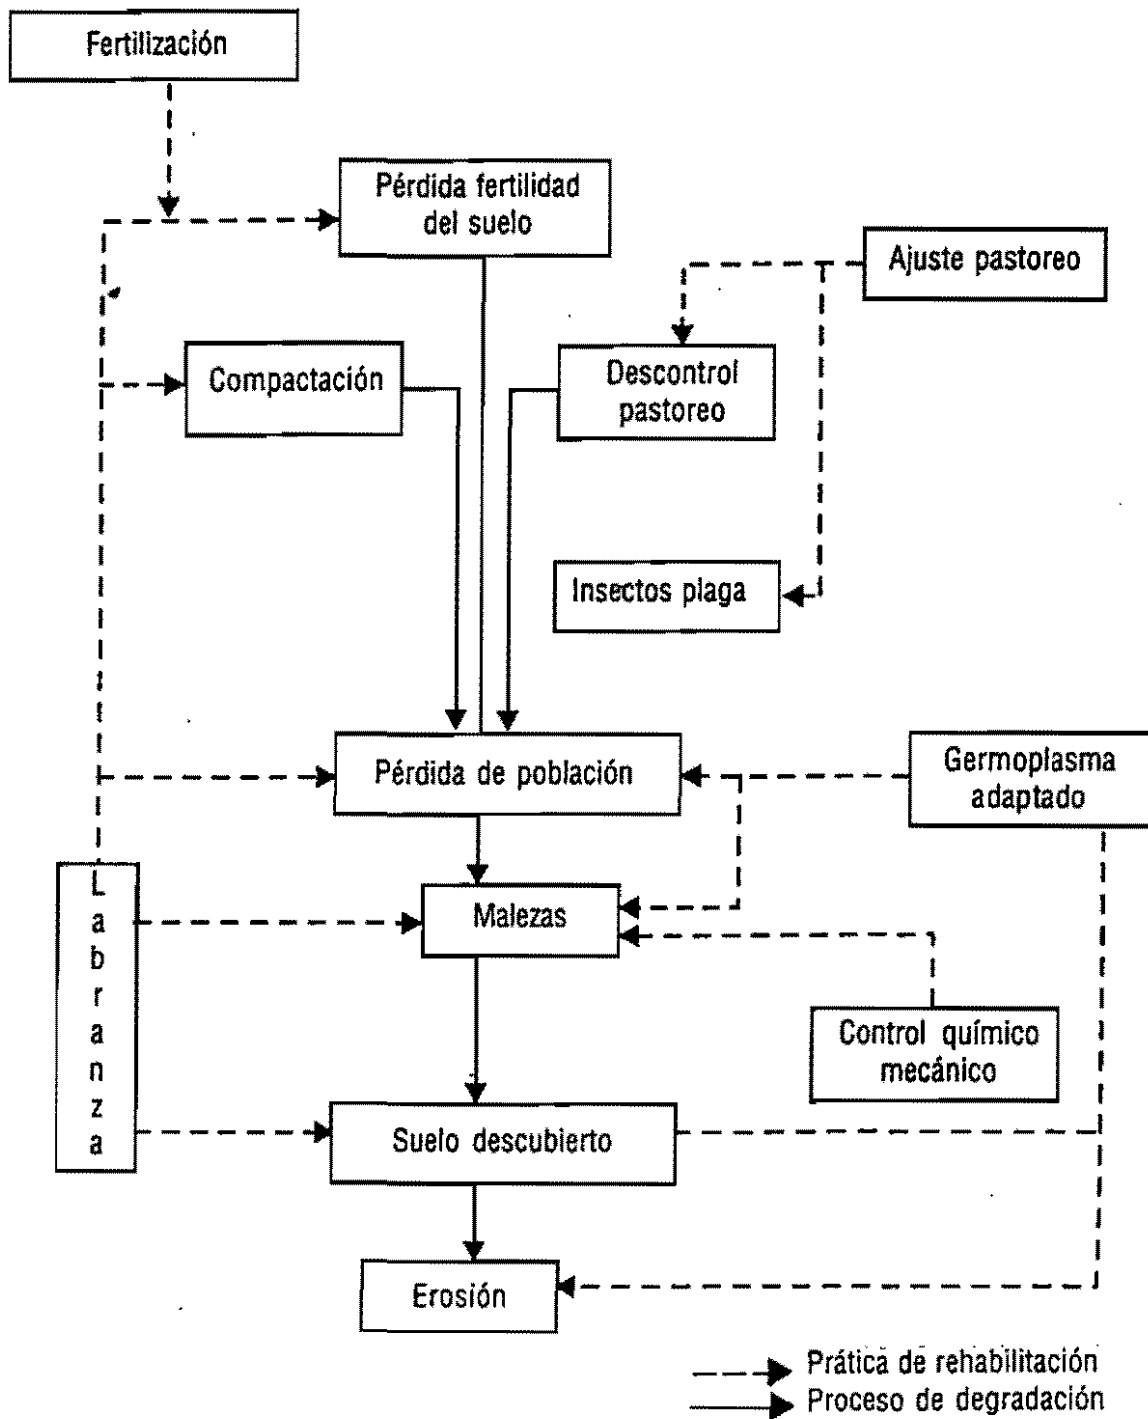 Fertilización
Pérdida fertilidad
del suelo
Ajuste pastoreo
Compactación
Descontrol
pastoreo
Insectos plaga
Pérdida de población
Germoplasma
adaptado
Labranza
Malezas
Control químico
mecánico
Suelo descubierto
Erosión
Prática de rehabilitación
Proceso de degradación